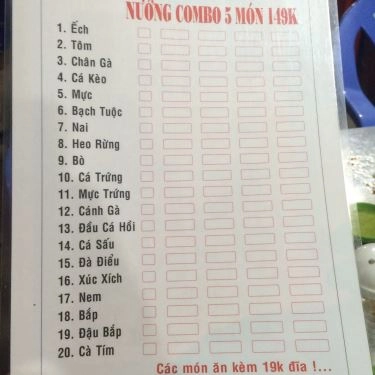 NƯỚNG COMBO 5 MÓN 149K
1. Ếch
2. Tôm
3. Chân Gà
4. Cá Kèo
5. Mực
6. Bạch Tuộc
7. Nai
8. Heo Rừng
9. Bò
10. Cá Trứng
11. Mực Trứng
12. Cánh Gà
13. Đầu Cá Hồi
14. Cá Sấu
15. Đà Điểu
16. Xúc Xích
17. Nem
18. Bắp
19. Đậu Bắp
20. Cà Tím
Các món ăn kèm 19k đĩa !...